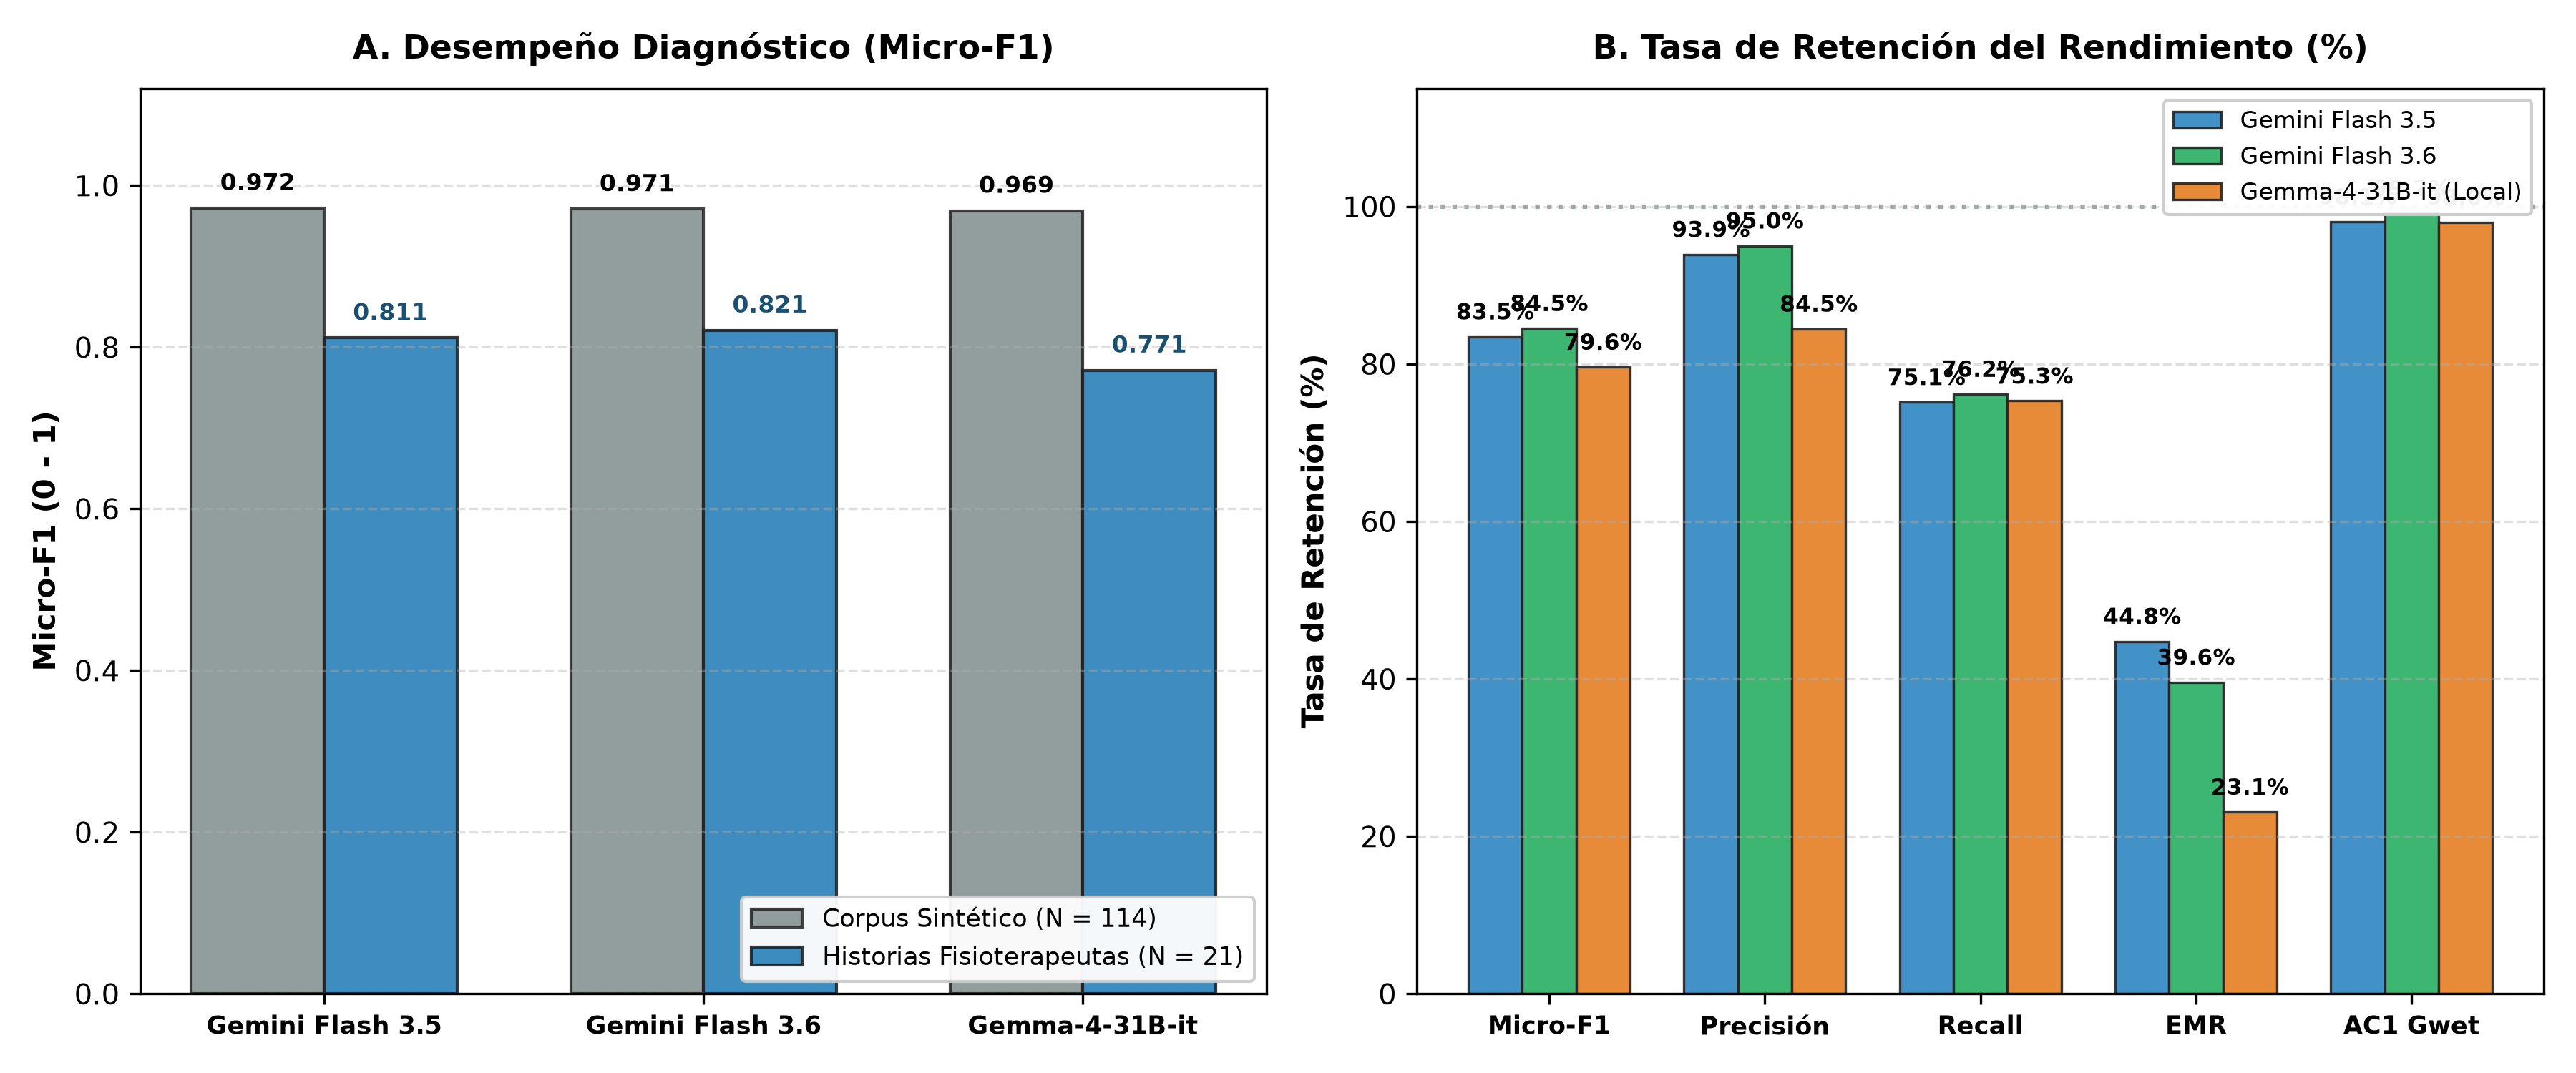 A. Desempeño Diagnóstico (Micro-F1)
Micro-F1 (0 - 1)
1.0
0.8
0.6
0.4
0.2
0.0
0.972
0.811
0.971
0.821
0.969
0.771
Corpus Sintético (N = 114)
Historias Fisioterapeutas (N = 21)
Gemini Flash 3.5
Gemini Flash 3.6
Gemma-4-31B-it
B. Tasa de Retención del Rendimiento (%)
Tasa de Retención (%)
100
80
60
40
20
0
Gemini Flash 3.5
Gemini Flash 3.6
Gemma-4-31B-it (Local)
83.5%
84.5%
79.6%
93.9%
95.0%
84.5%
75.1%
76.2%
75.3%
44.8%
39.6%
23.1%
Micro-F1
Precisión
Recall
EMR
AC1 Gwet